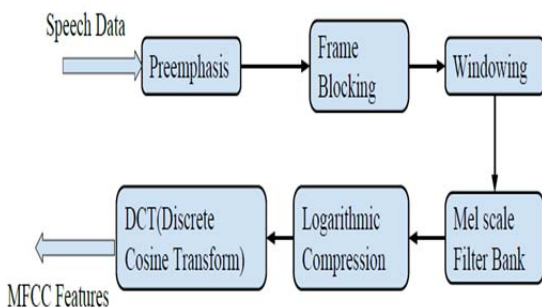 Speech Data
Preemphasis
Frame
Blocking
Windowing
Mel scale
Filter Bank
Logarithmic
Compression
DCT(Discrete
Cosine Transform)
MFCC Features